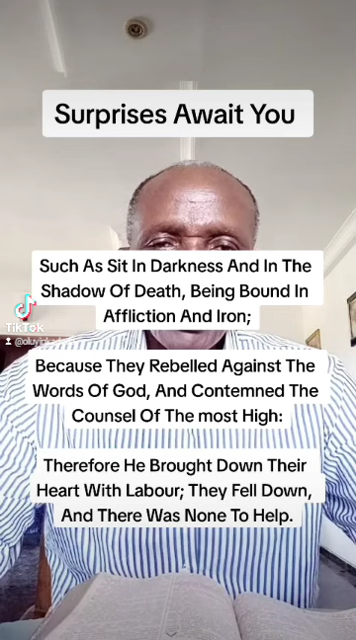 Surprises Await You
Such As Sit In Darkness And In The
Shadow Of Death, Being Bound In
Affliction And Iron;
TikTok
Because They Rebelled Against The
Words Of God, And Contemned The
Counsel Of The most High:
Therefore He Brought Down Their
Heart With Labour; They Fell Down,
And There Was None To Help.